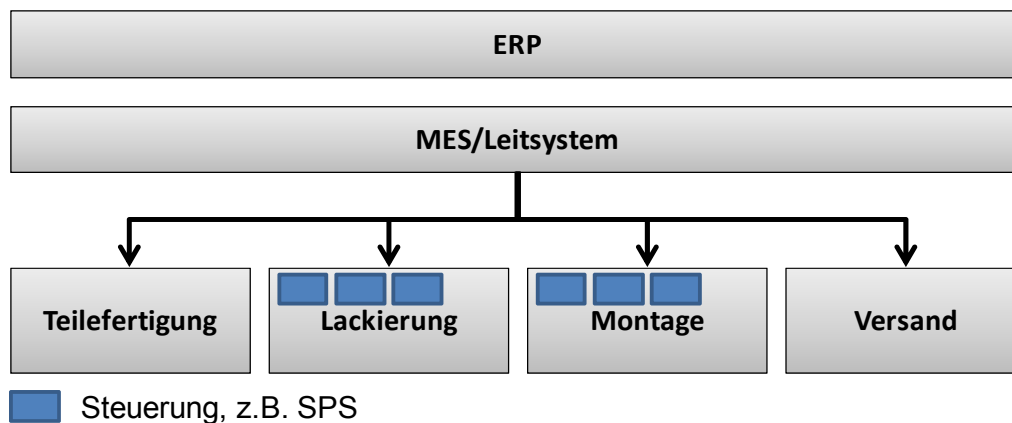 ERP
MES/Leitsystem
Teilefertigung
Lackierung
Montage
Versand
Steuerung, z.B. SPS